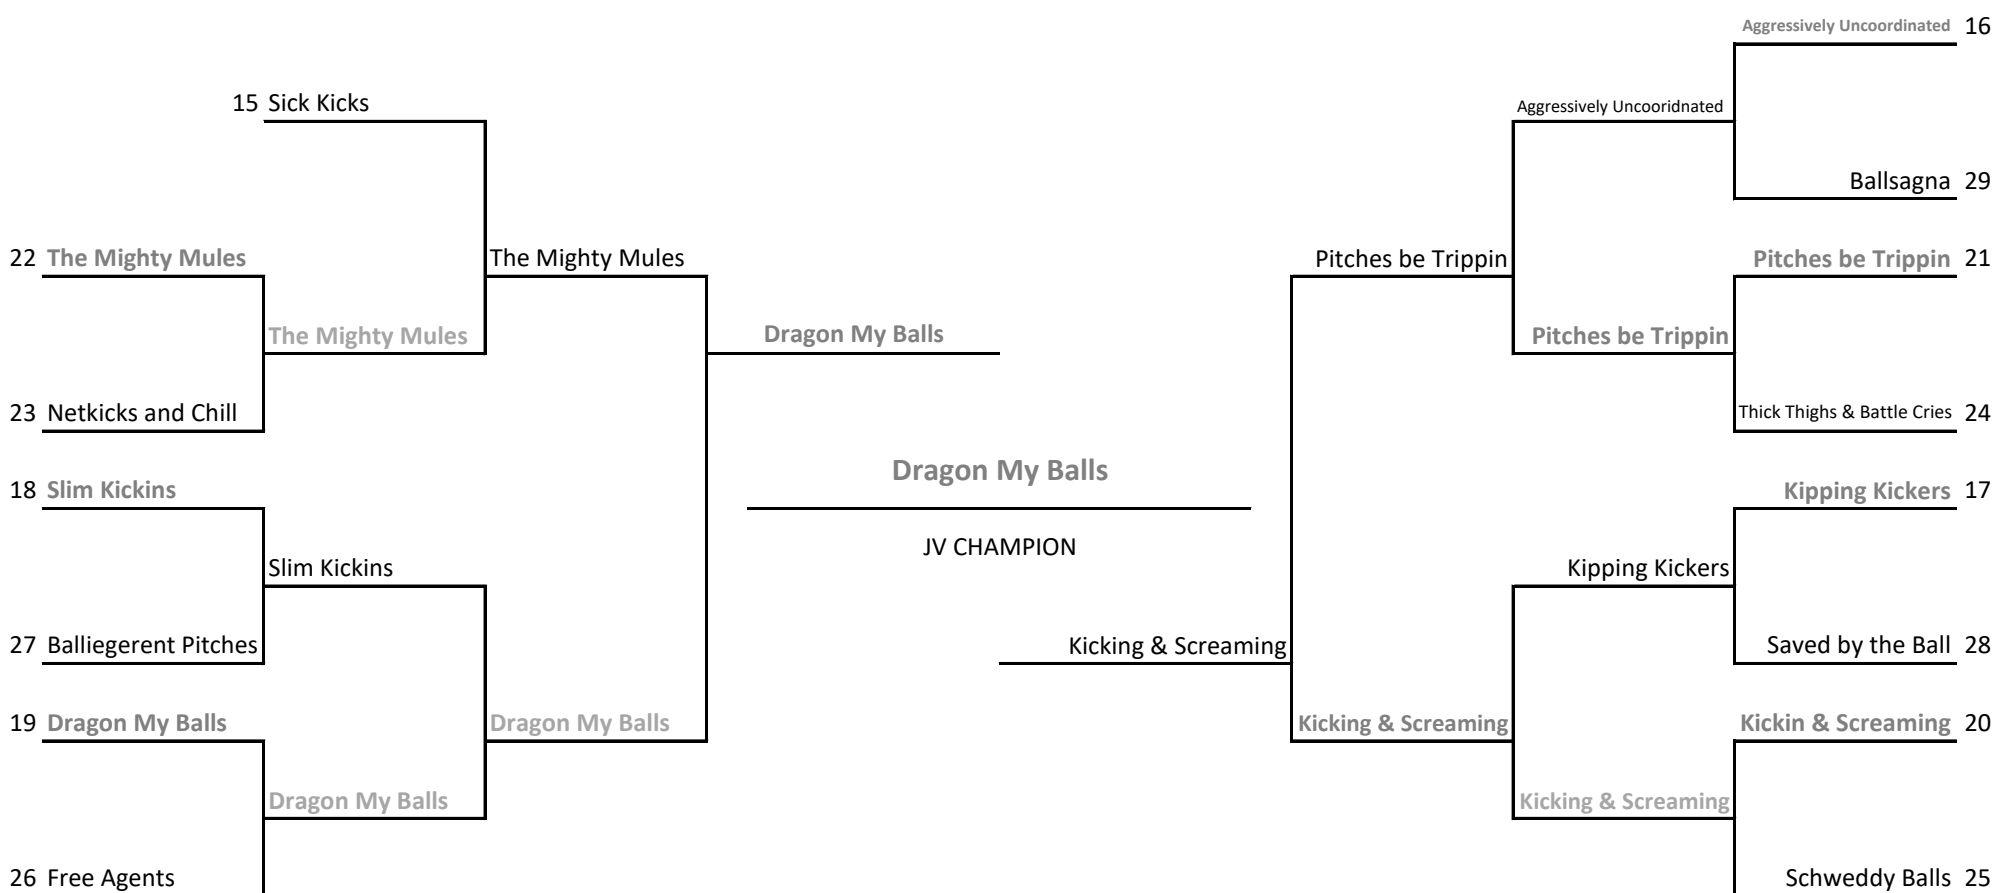 Aggressively Uncoordinated 16
15 Sick Kicks
Aggressively Uncooridnated
Ballsagna 29
22 The Mighty Mules
The Mighty Mules
Pitches be Trippin
Pitches be Trippin 21
The Mighty Mules
Dragon My Balls
Pitches be Trippin
23 Netkicks and Chill
Thick Thighs & Battle Cries 24
Dragon My Balls
18 Slim Kickins
Kipping Kickers 17
JV CHAMPION
Slim Kickins
Kipping Kickers
27 Balliegerent Pitches
Kicking & Screaming
Saved by the Ball 28
19 Dragon My Balls
Dragon My Balls
Kicking & Screaming
Kickin & Screaming 20
Dragon My Balls
Kicking & Screaming
26 Free Agents
Schweddy Balls 25